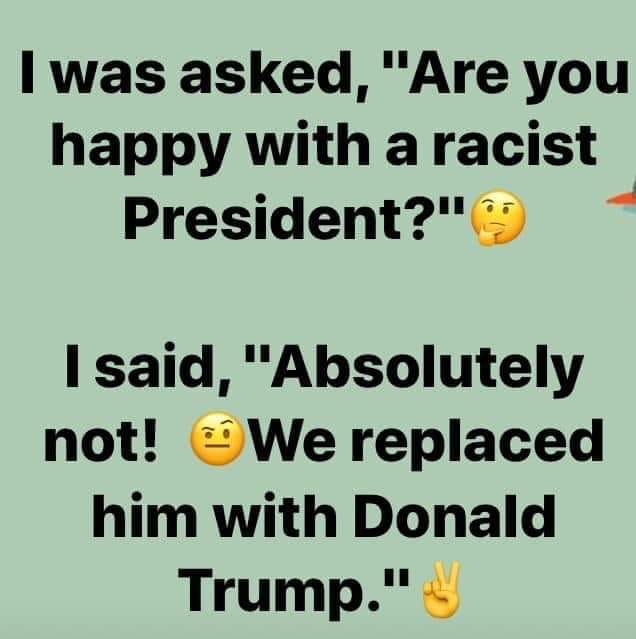 I was asked, "Are you
happy with a racist
President?"🤔
I said, "Absolutely
not! 🤨We replaced
him with Donald
Trump."✌️